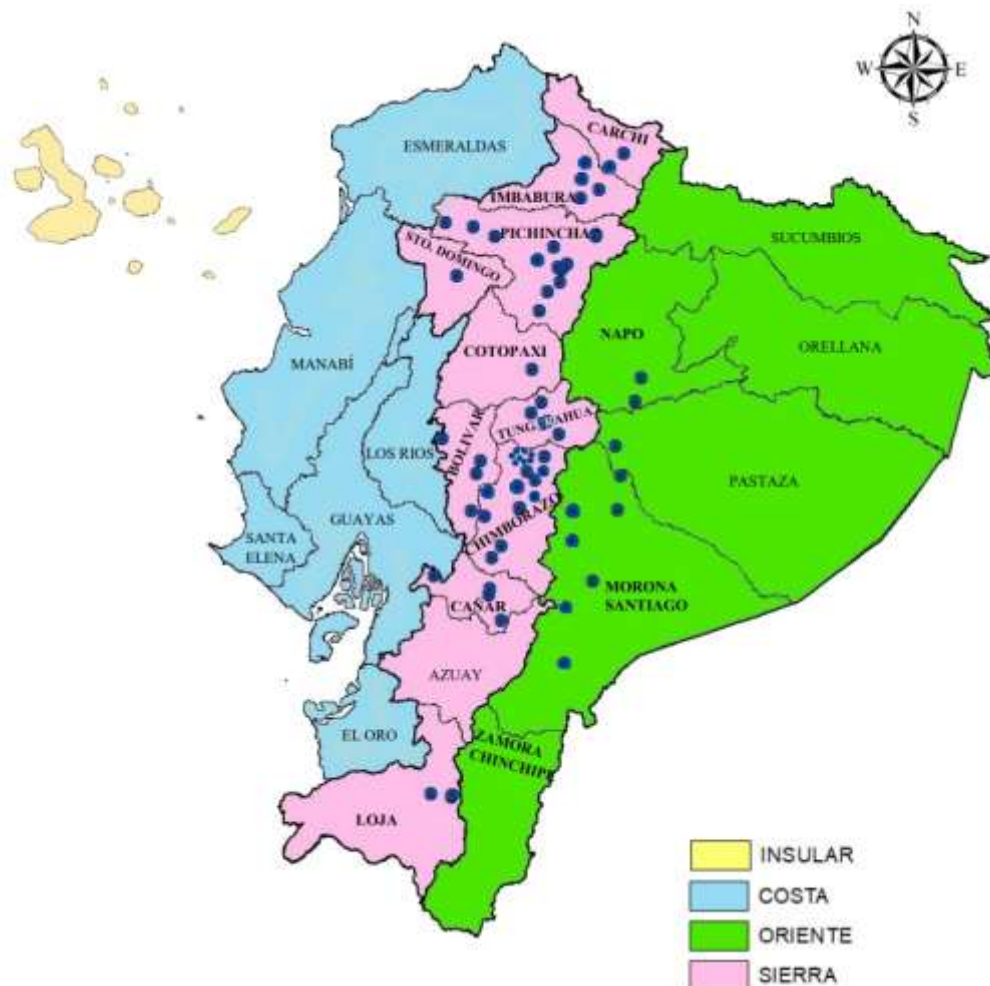 N
W E
S
CARCHI
ESMERALDAS
IMBABURA
PICHINCHA
STO. DOMINGO
SUCUMBIOS
NAPO
ORELLANA
COTOPAXI
MANABÍ
TUNGURAHUA
BOLIVAR
LOS RIOS
PASTAZA
GUAYAS
CHIMBORAZO
SANTA
ELENA
MORONA
SANTIAGO
CAÑAR
AZUAY
EL ORO
ZAMORA
CHINCHIPE
LOJA
INSULAR
COSTA
ORIENTE
SIERRA